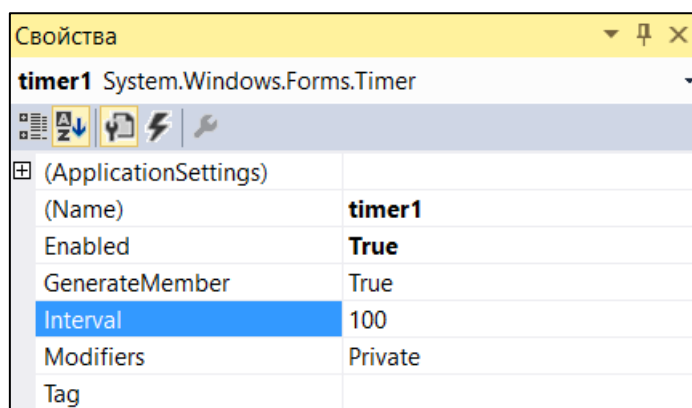 Свойства
timer1 System.Windows.Forms.Timer
(ApplicationSettings)
(Name) timer1
Enabled True
GenerateMember True
Interval 100
Modifiers Private
Tag